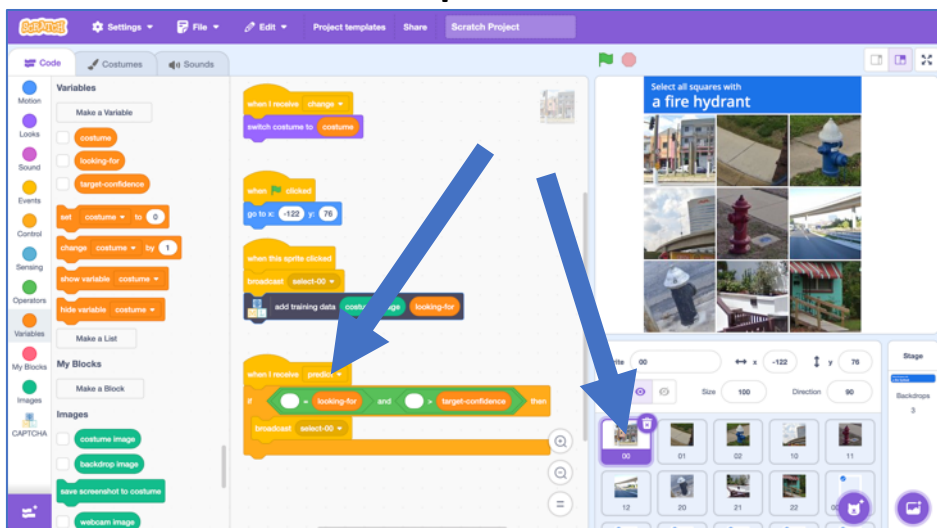 SCRATCH Settings File Edit Project templates Share Scratch Project
Code Costumes Sounds
Motion
Looks
Sound
Events
Control
Sensing
Operators
Variables
My Blocks
Images
CAPTCHA
Variables
Make a Variable
costume
looking-for
target-confidence
set costume to 0
change costume by 1
show variable costume
hide variable costume
Make a List
My Blocks
Make a Block
Images
costume image
backdrop image
save screenshot to costume
webcam image
when I receive change
switch costume to costume
when clicked
go to x: -122 y: 76
when this sprite clicked
broadcast select-00
add training data looking-for
when I receive predict
if = looking-for and > target-confidence then
broadcast select-00
Select all squares with
a fire hydrant
00 x -122 y 76
Size 100 Direction 90
00 01 02 10 11
12 20 21 22
Stage
Backdrops
3